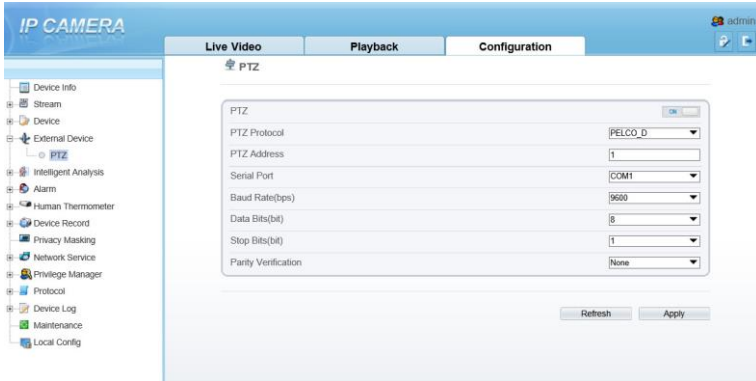 IP CAMERA
admin
Live Video
Playback
Configuration
PTZ
Device Info
Stream
Device
External Device
PTZ
Intelligent Analysis
Alarm
Human Thermometer
Device Record
Privacy Masking
Network Service
Privilege Manager
Protocol
Device Log
Maintenance
Local Config
PTZ ON
PTZ Protocol PELCO_D
PTZ Address 1
Serial Port COM1
Baud Rate(bps) 9600
Data Bits(bit) 8
Stop Bits(bit) 1
Parity Verification None
Refresh Apply